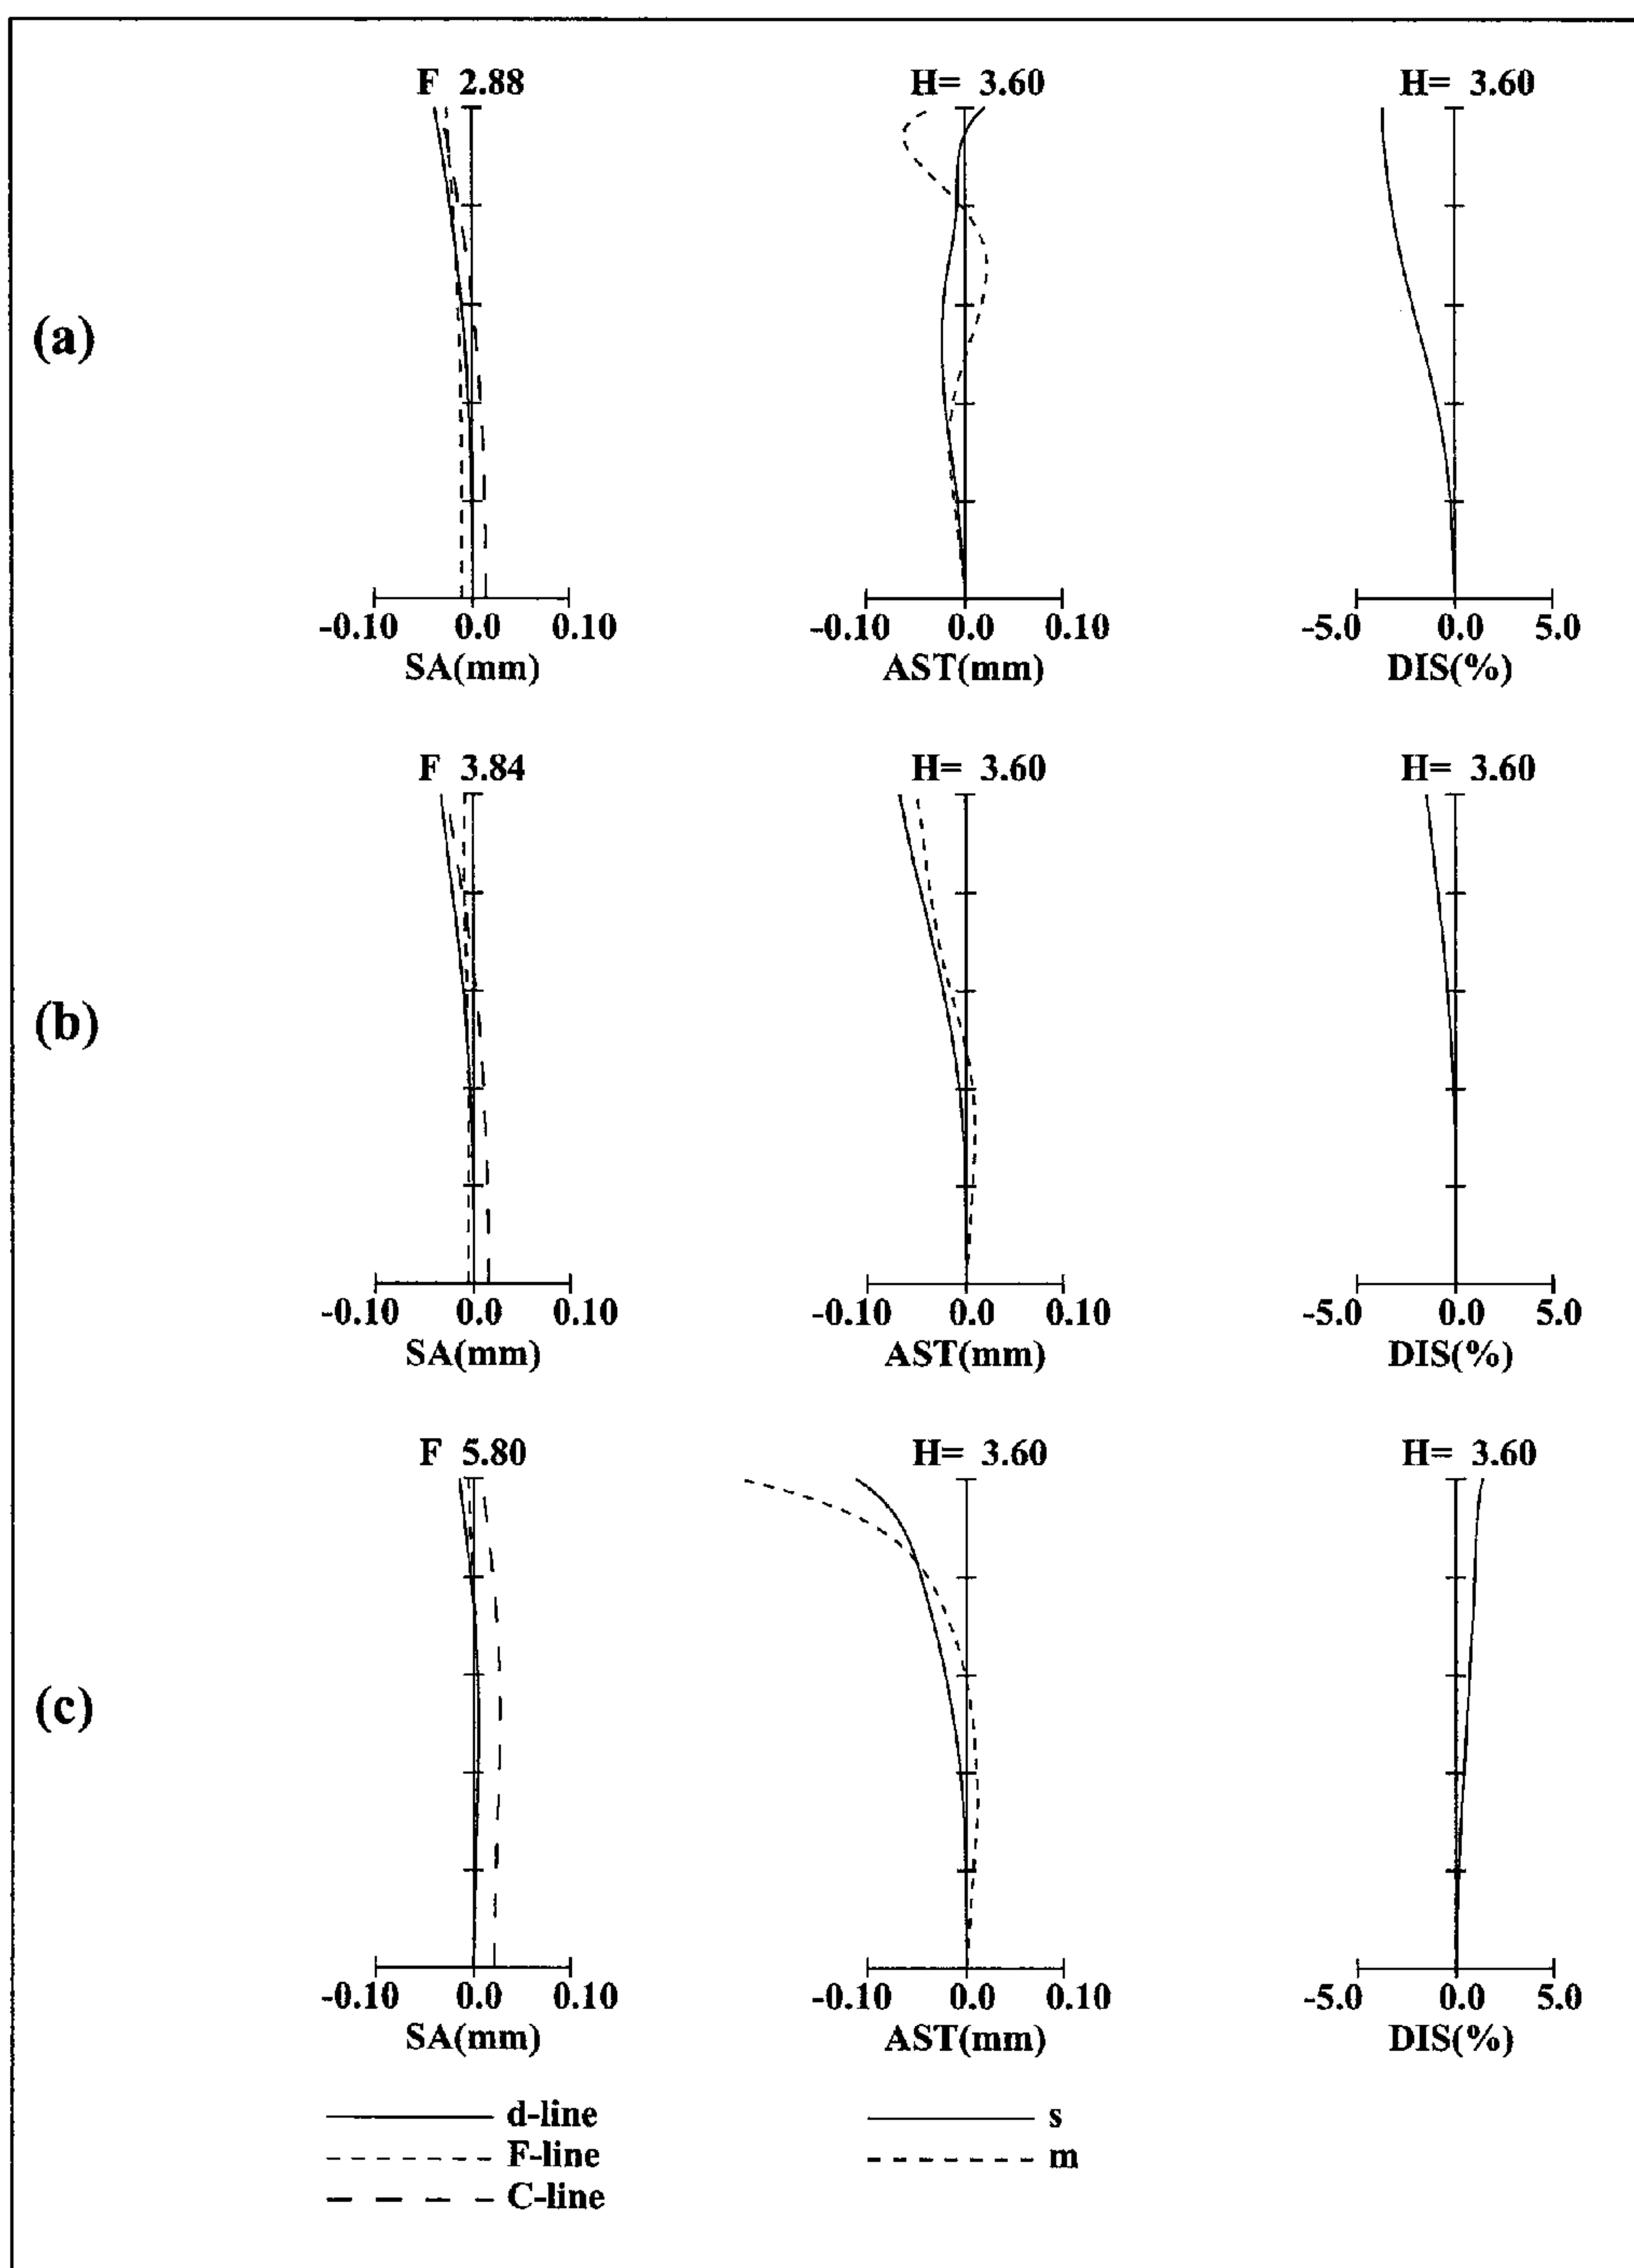 F 2.88 H= 3.60 H= 3.60
(a)
-0.10 0.0 0.10 -0.10 0.0 0.10 -5.0 0.0 5.0
SA(mm) AST(mm) DIS(%)
F 3.84 H= 3.60 H= 3.60
(b)
-0.10 0.0 0.10 -0.10 0.0 0.10 -5.0 0.0 5.0
SA(mm) AST(mm) DIS(%)
F 5.80 H= 3.60 H= 3.60
(c)
-0.10 0.0 0.10 -0.10 0.0 0.10 -5.0 0.0 5.0
SA(mm) AST(mm) DIS(%)
d-line s
F-line m
C-line